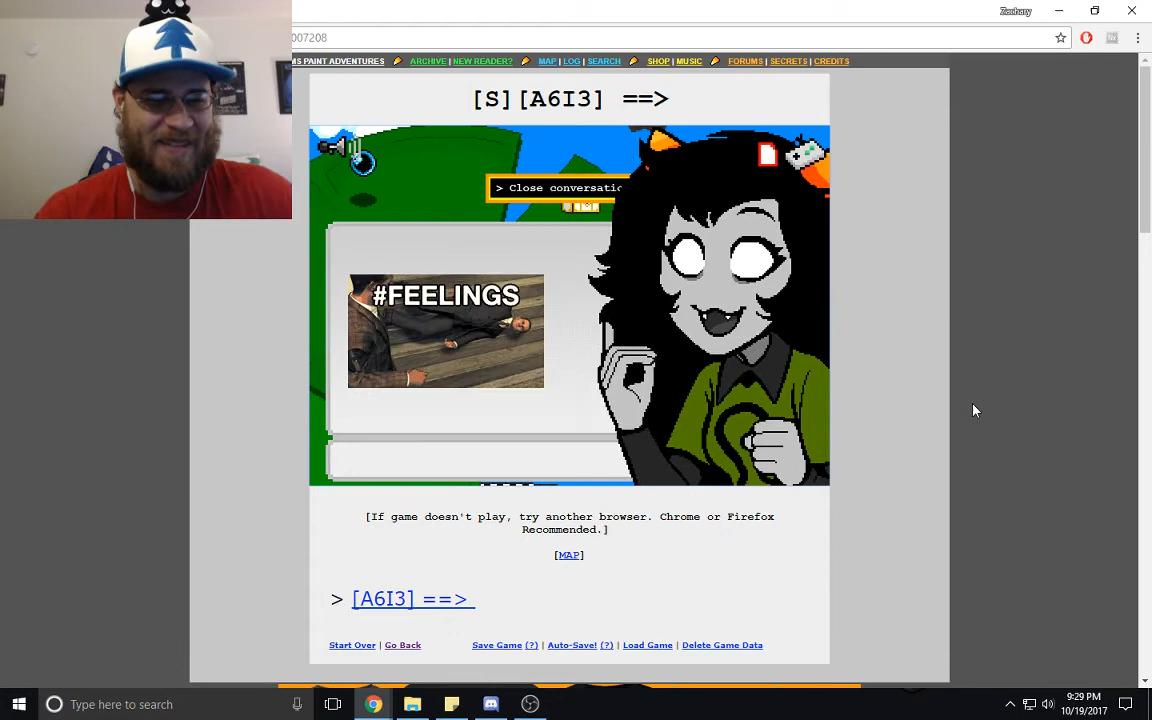 Zachary
007208
MS PAINT ADVENTURES ARCHIVE | NEW READER? MAP | LOG | SEARCH SHOP | MUSIC FORUMS | SECRETS | CREDITS
[S][A6I3] ==>
> Close conversatio
#FEELINGS
[If game doesn't play, try another browser. Chrome or Firefox
Recommended.]
[MAP]
> [A6I3] ==>
Start Over | Go Back Save Game (?) | Auto-Save! (?) | Load Game | Delete Game Data
Type here to search
9:29 PM
10/19/2017